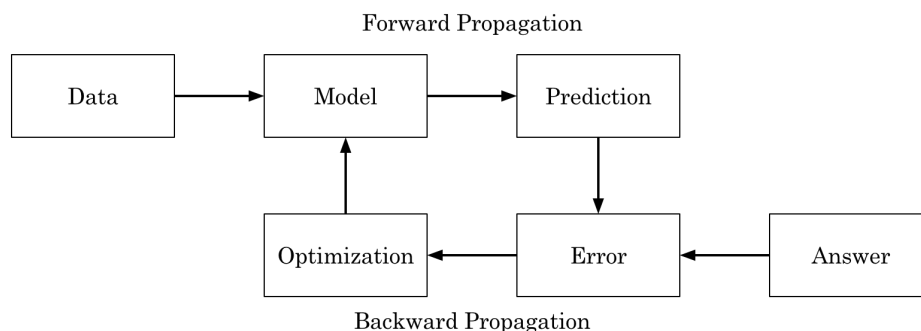 Forward Propagation
Data
Model
Prediction
Optimization
Error
Answer
Backward Propagation